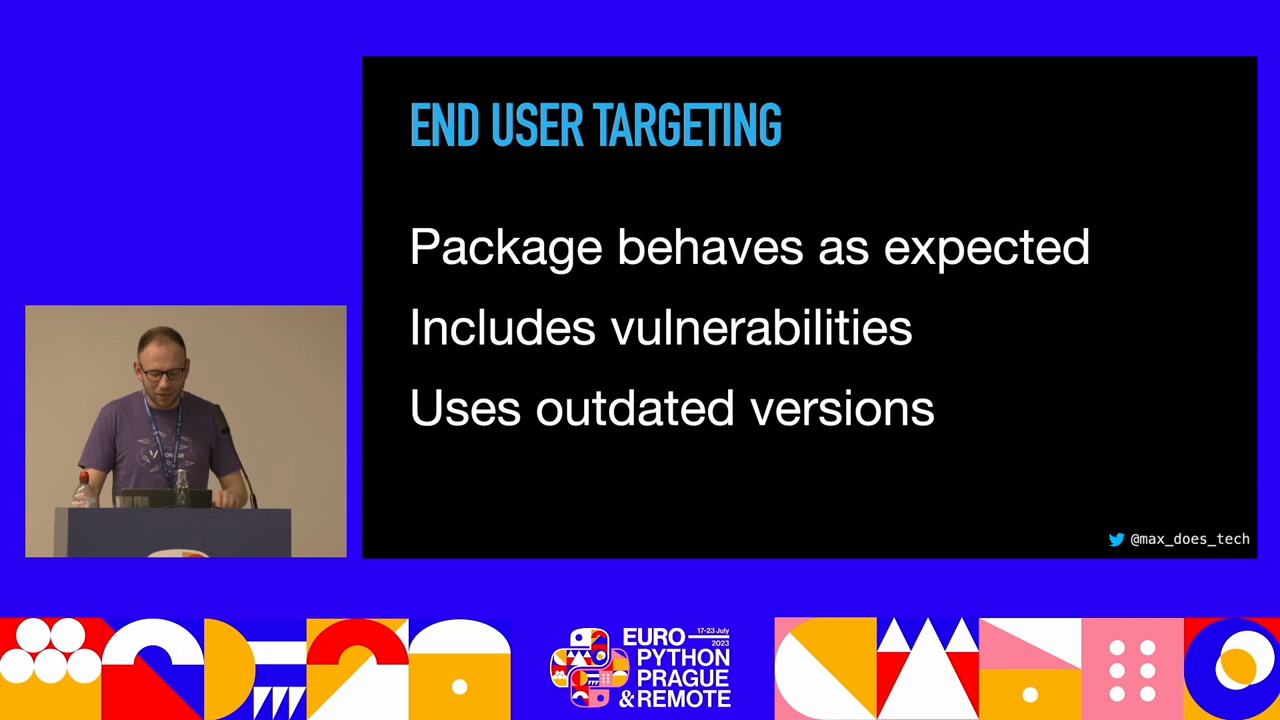 END USER TARGETING
Package behaves as expected
Includes vulnerabilities
Uses outdated versions
@max_does_tech
EURO 17-23 July 2023
PYTHON
PRAGUE
& REMOTE